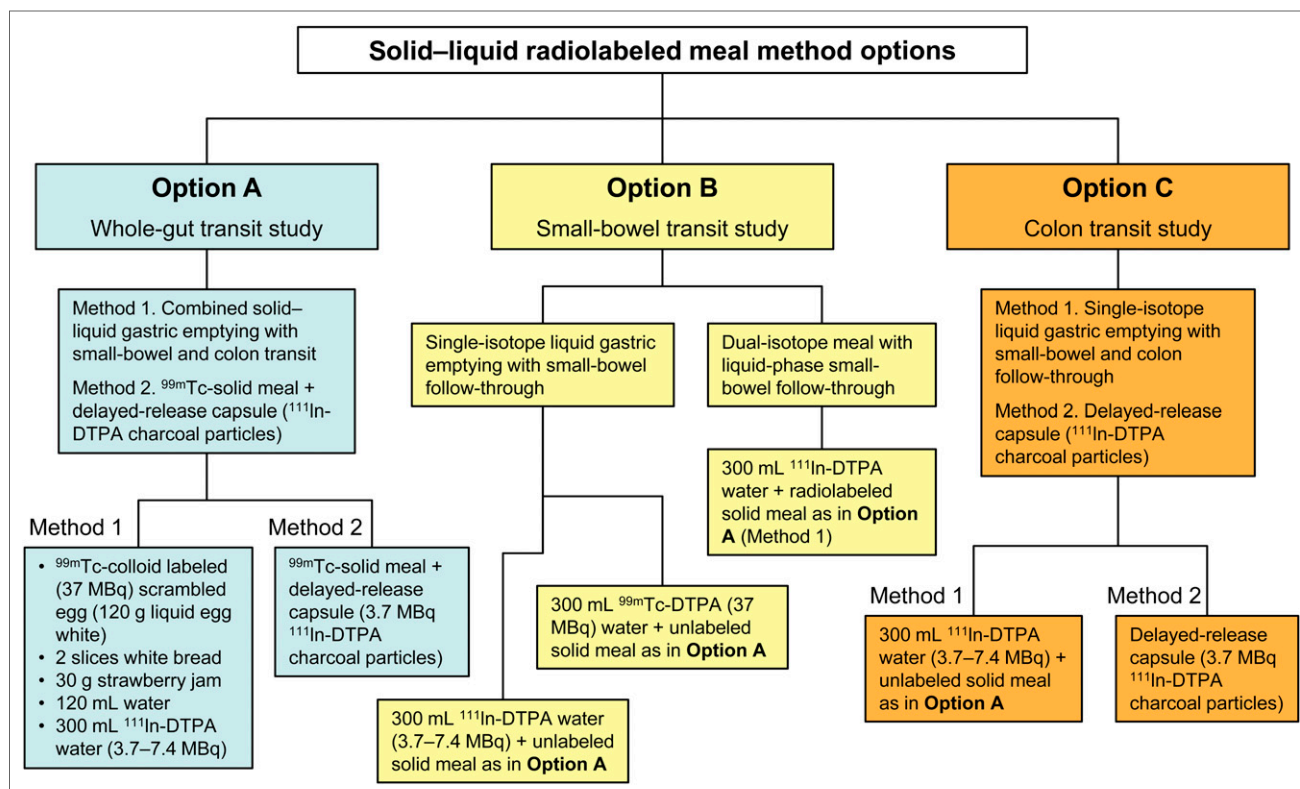 Solid–liquid radiolabeled meal method options
Option A
Whole-gut transit study
Method 1. Combined solid–
liquid gastric emptying with
small-bowel and colon transit
Method 2. ⁹⁹ᵐTc-solid meal +
delayed-release capsule (¹¹¹In-
DTPA charcoal particles)
Method 1
• ⁹⁹ᵐTc-colloid labeled
(37 MBq) scrambled
egg (120 g liquid egg
white)
• 2 slices white bread
• 30 g strawberry jam
• 120 mL water
• 300 mL ¹¹¹In-DTPA
water (3.7–7.4 MBq)
Method 2
⁹⁹ᵐTc-solid meal +
delayed-release
capsule (3.7 MBq
¹¹¹In-DTPA
charcoal particles)
Option B
Small-bowel transit study
Single-isotope liquid gastric
emptying with small-bowel
follow-through
300 mL ¹¹¹In-DTPA water
(3.7–7.4 MBq) + unlabeled
solid meal as in Option A
300 mL ⁹⁹ᵐTc-DTPA (37
MBq) water + unlabeled
solid meal as in Option A
Dual-isotope meal with
liquid-phase small-
bowel follow-through
300 mL ¹¹¹In-DTPA
water + radiolabeled
solid meal as in Option
A (Method 1)
Option C
Colon transit study
Method 1. Single-isotope
liquid gastric emptying with
small-bowel and colon
follow-through
Method 2. Delayed-release
capsule (¹¹¹In-DTPA
charcoal particles)
Method 1
300 mL ¹¹¹In-DTPA
water (3.7–7.4 MBq) +
unlabeled solid meal
as in Option A
Method 2
Delayed-release
capsule (3.7 MBq
¹¹¹In-DTPA
charcoal particles)